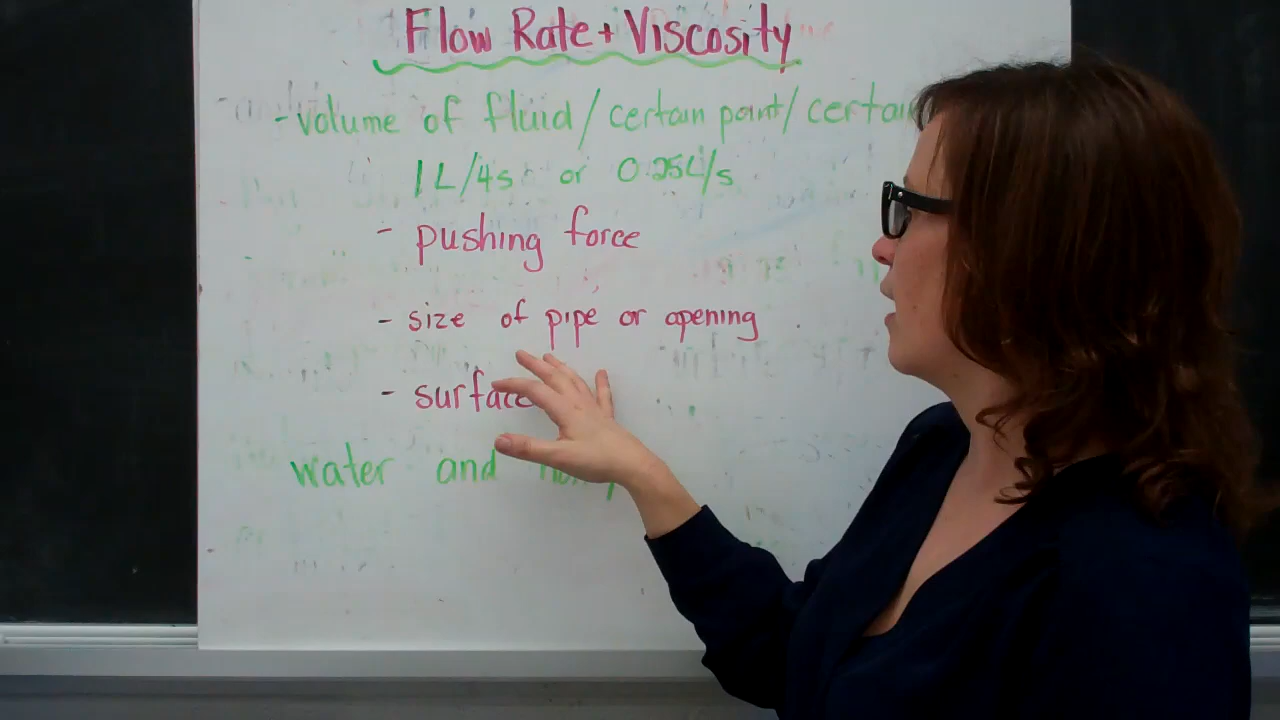 Flow Rate + Viscosity
- volume of fluid / certain point / certain
1L/4s or 0.25L/s
- pushing force
- size of pipe or opening
- surface
water and